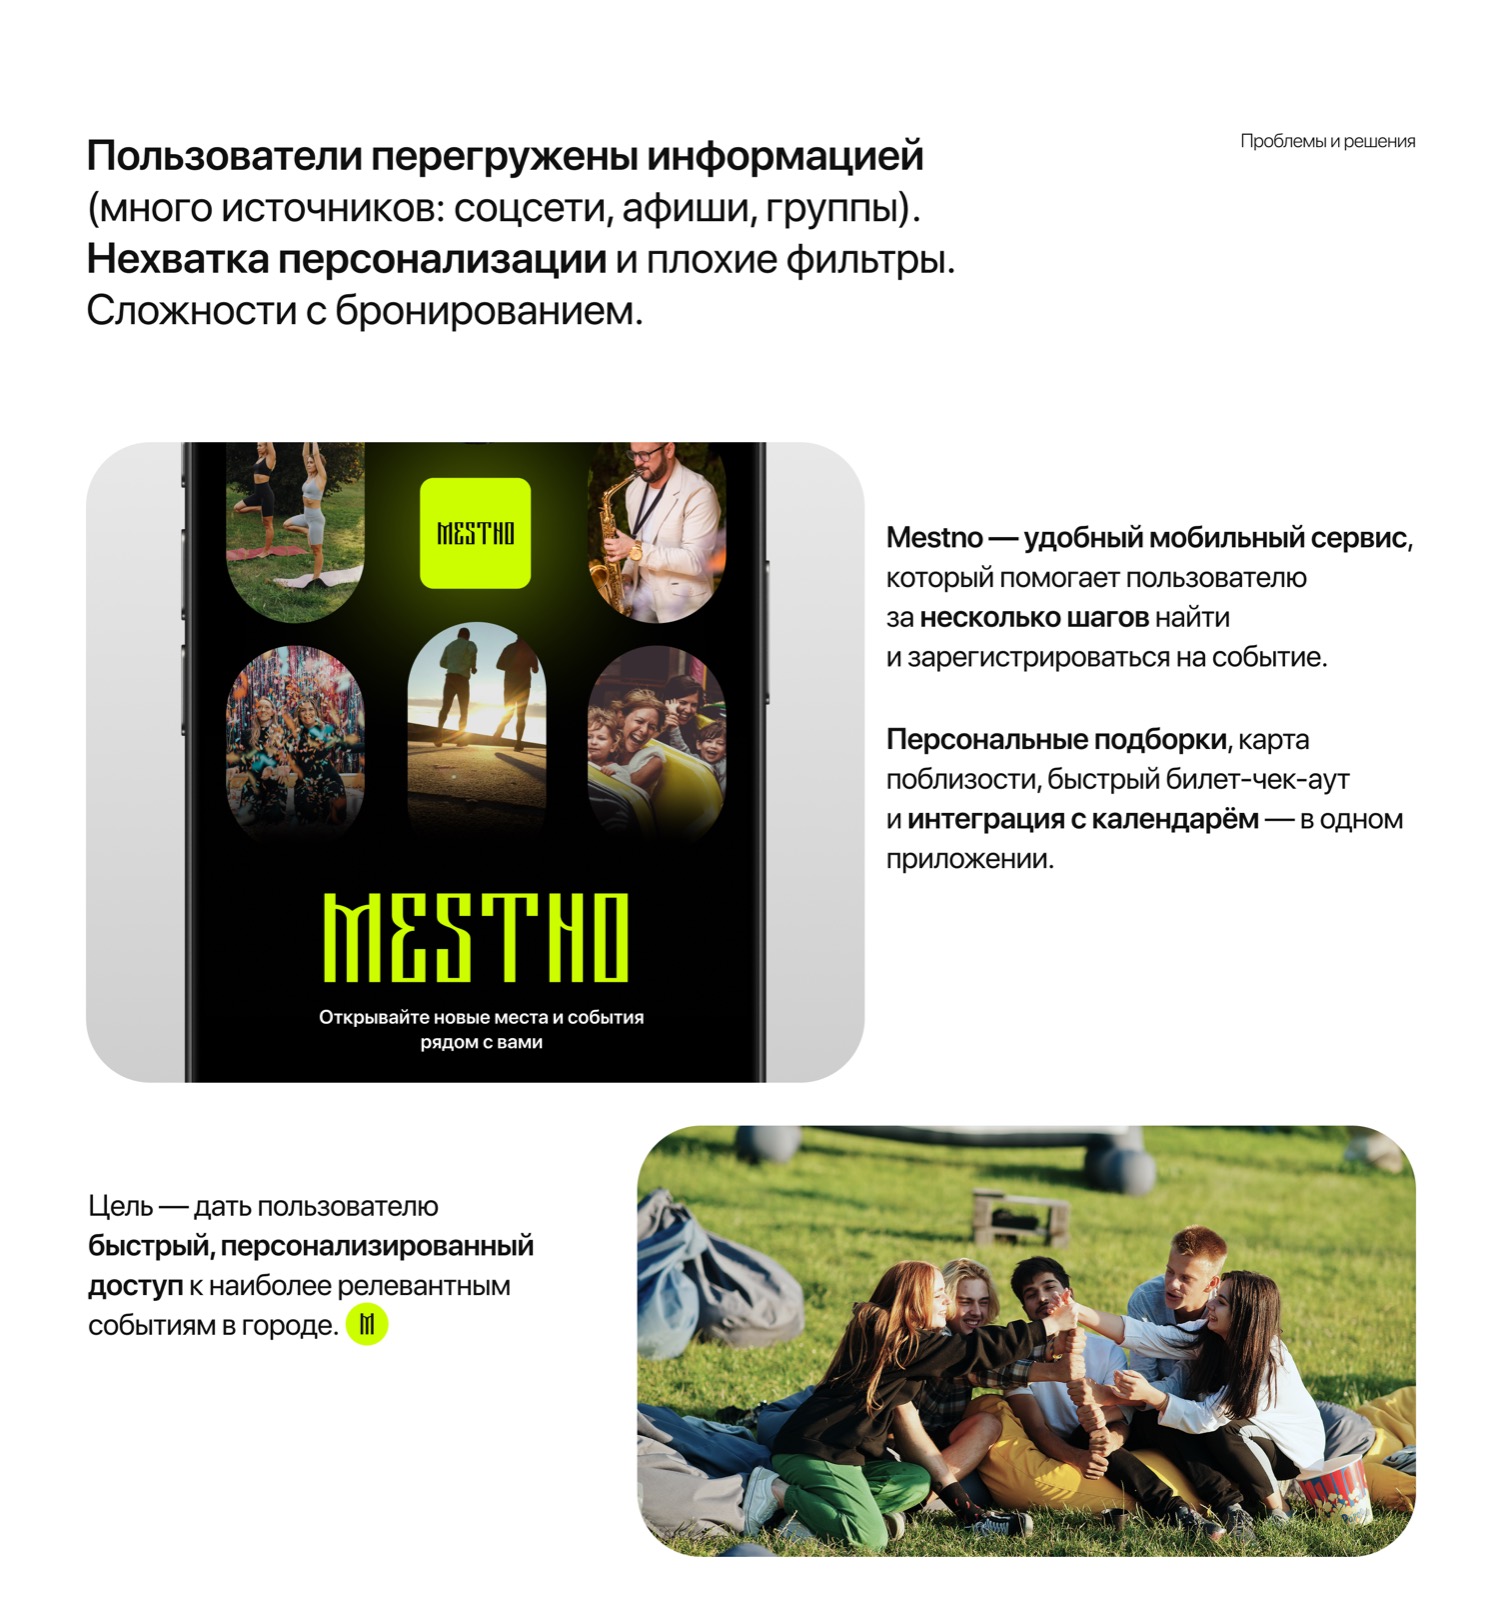 Проблемы и решения
Пользователи перегружены информацией
(много источников: соцсети, афиши, группы).
Нехватка персонализации и плохие фильтры.
Сложности с бронированием.
MESTNO
MESTNO
Открывайте новые места и события
рядом с вами
Mestno — удобный мобильный сервис,
который помогает пользователю
за несколько шагов найти
и зарегистрироваться на событие.
Персональные подборки, карта
поблизости, быстрый билет-чек-аут
и интеграция с календарём — в одном
приложении.
Цель — дать пользователю
быстрый, персонализированный
доступ к наиболее релевантным
событиям в городе. M